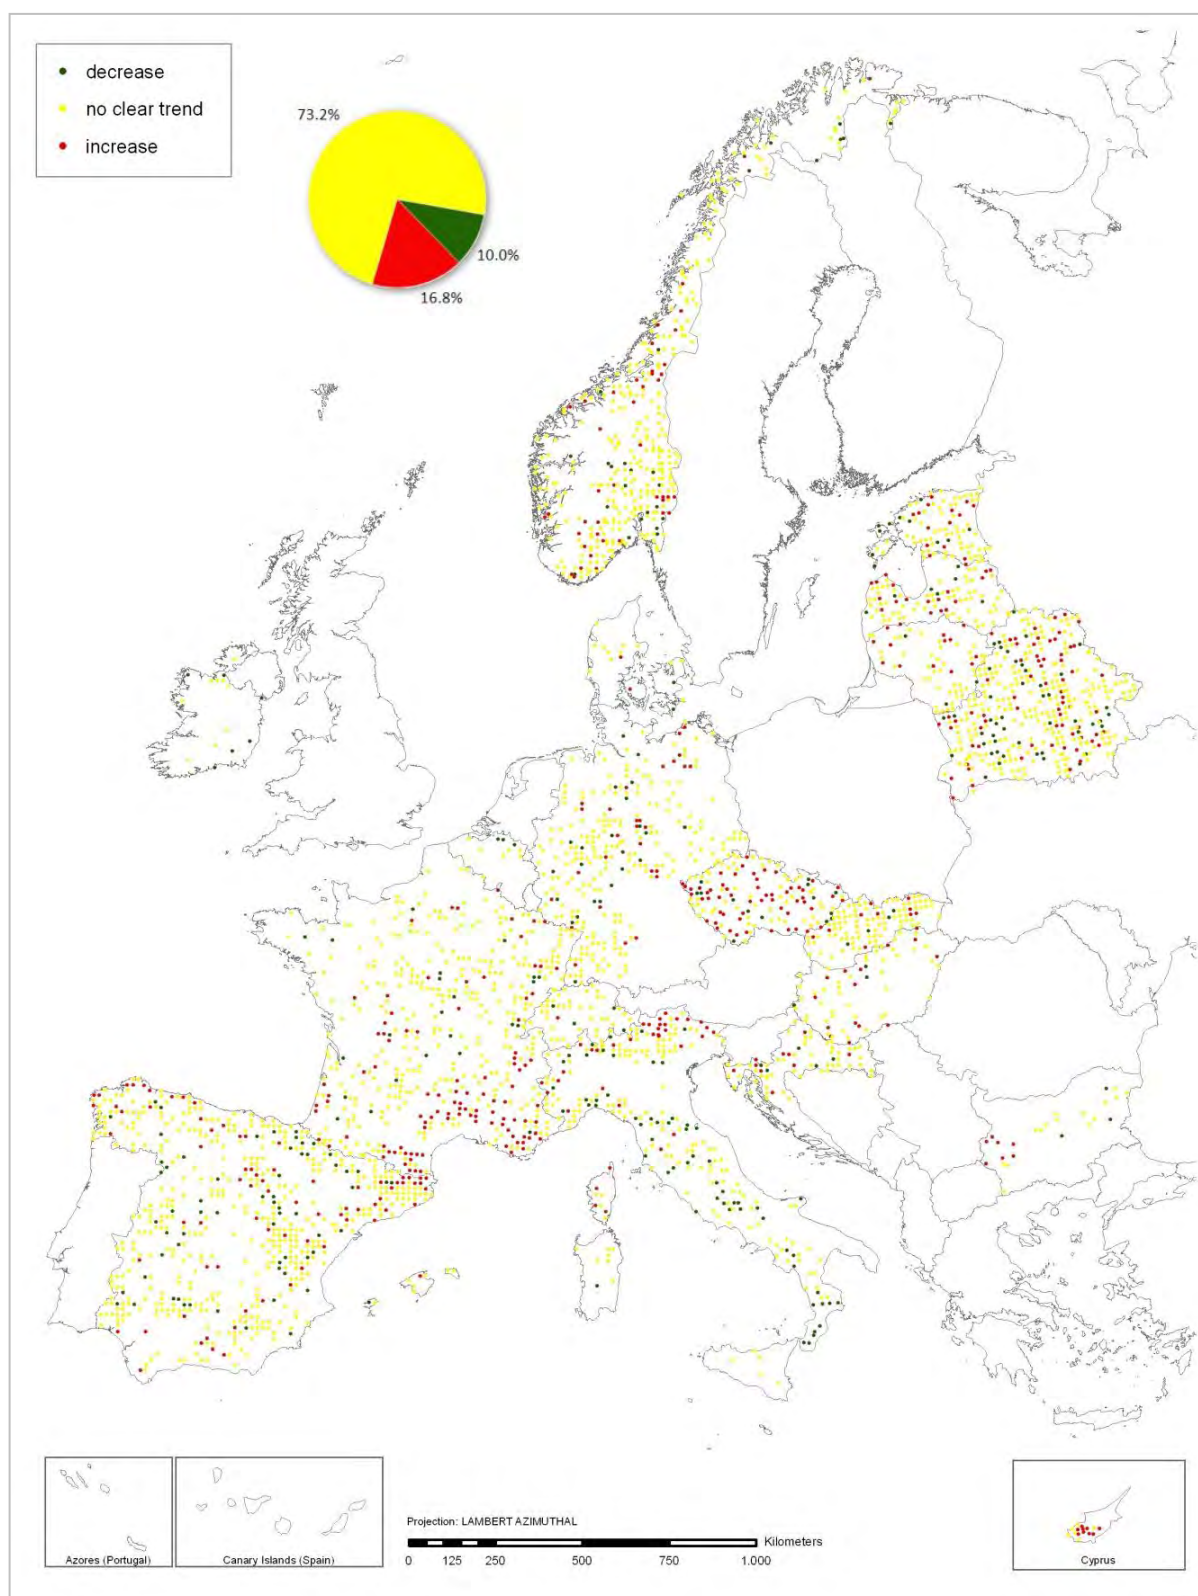 decrease
no clear trend
increase
73.2%
10.0%
16.8%
Projection: LAMBERT AZIMUTHAL
Kilometers
0 125 250 500 750 1.000
Azores (Portugal)
Canary Islands (Spain)
Cyprus